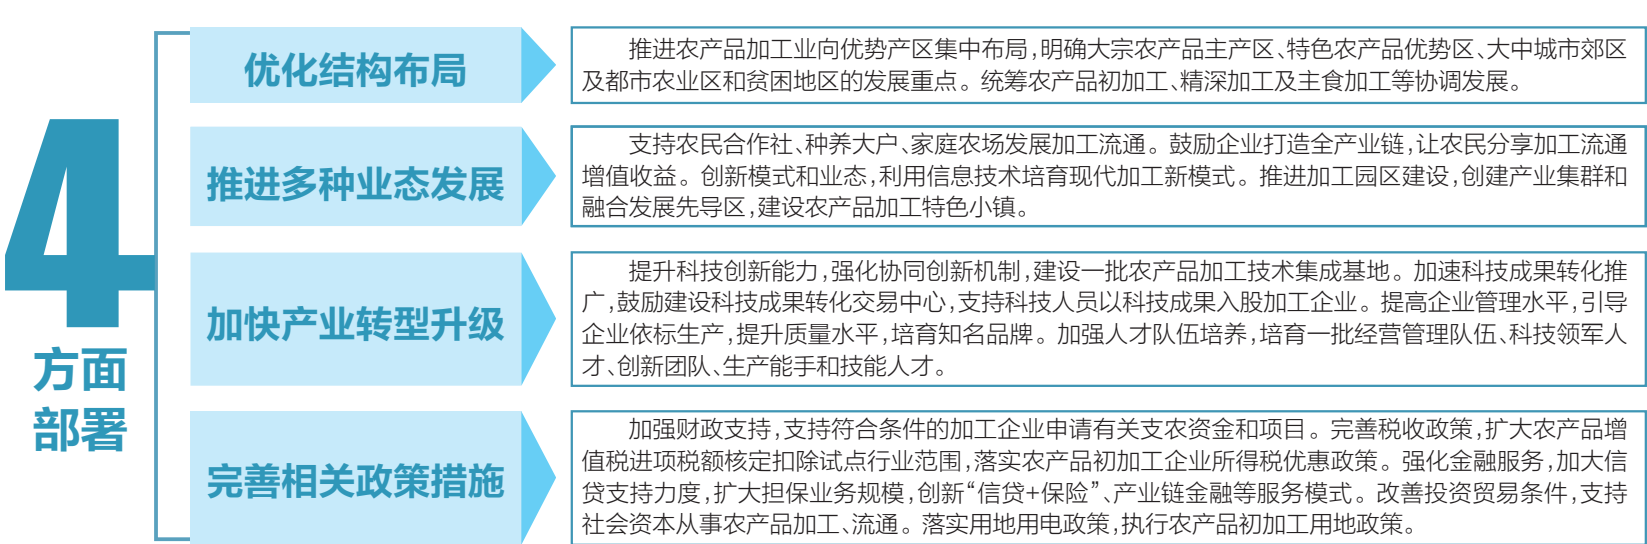 4
方面
部署
优化结构布局
推进农产品加工业向优势产区集中布局,明确大宗农产品主产区、特色农产品优势区、大中城市郊区
及都市农业区和贫困地区的发展重点。统筹农产品初加工、精深加工及主食加工等协调发展。
推进多种业态发展
支持农民合作社、种养大户、家庭农场发展加工流通。鼓励企业打造全产业链,让农民分享加工流通
增值收益。创新模式和业态,利用信息技术培育现代加工新模式。推进加工园区建设,创建产业集群和
融合发展先导区,建设农产品加工特色小镇。
加快产业转型升级
提升科技创新能力,强化协同创新机制,建设一批农产品加工技术集成基地。加速科技成果转化推
广,鼓励建设科技成果转化交易中心,支持科技人员以科技成果入股加工企业。提高企业管理水平,引导
企业依标生产,提升质量水平,培育知名品牌。加强人才队伍培养,培育一批经营管理队伍、科技领军人
才、创新团队、生产能手和技能人才。
完善相关政策措施
加强财政支持,支持符合条件的加工企业申请有关支农资金和项目。完善税收政策,扩大农产品增
值税进项税额核定扣除试点行业范围,落实农产品初加工企业所得税优惠政策。强化金融服务,加大信
贷支持力度,扩大担保业务规模,创新“信贷+保险”、产业链金融等服务模式。改善投资贸易条件,支持
社会资本从事农产品加工、流通。落实用地用电政策,执行农产品初加工用地政策。